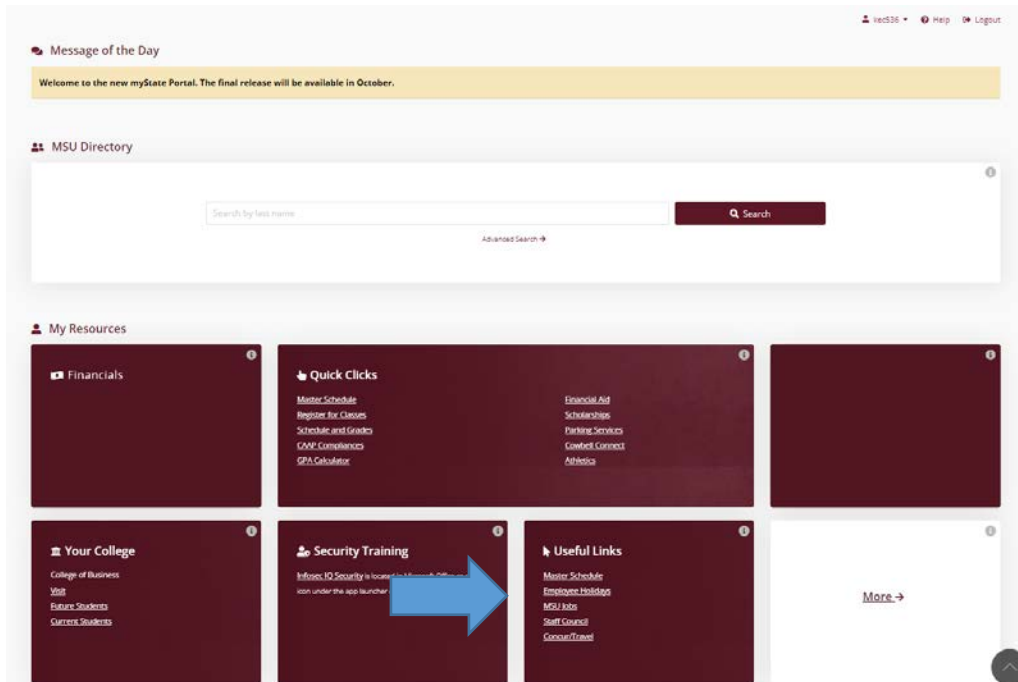 kec536 Help Logout
Message of the Day
Welcome to the new myState Portal. The final release will be available in October.
MSU Directory
Search by last name
Search
Advanced Search
My Resources
Financials
Quick Clicks
Master Schedule
Register for Classes
Schedule and Grades
CAAP Compliances
GPA Calculator
Financial Aid
Scholarships
Parking Services
Cowbell Connect
Athletics
Your College
College of Business
Visit
Future Students
Current Students
Security Training
Infosec IQ Security is located in Microsoft Office
icon under the app launcher
Useful Links
Master Schedule
Employee Holidays
MSU Jobs
Staff Council
Concur/Travel
More